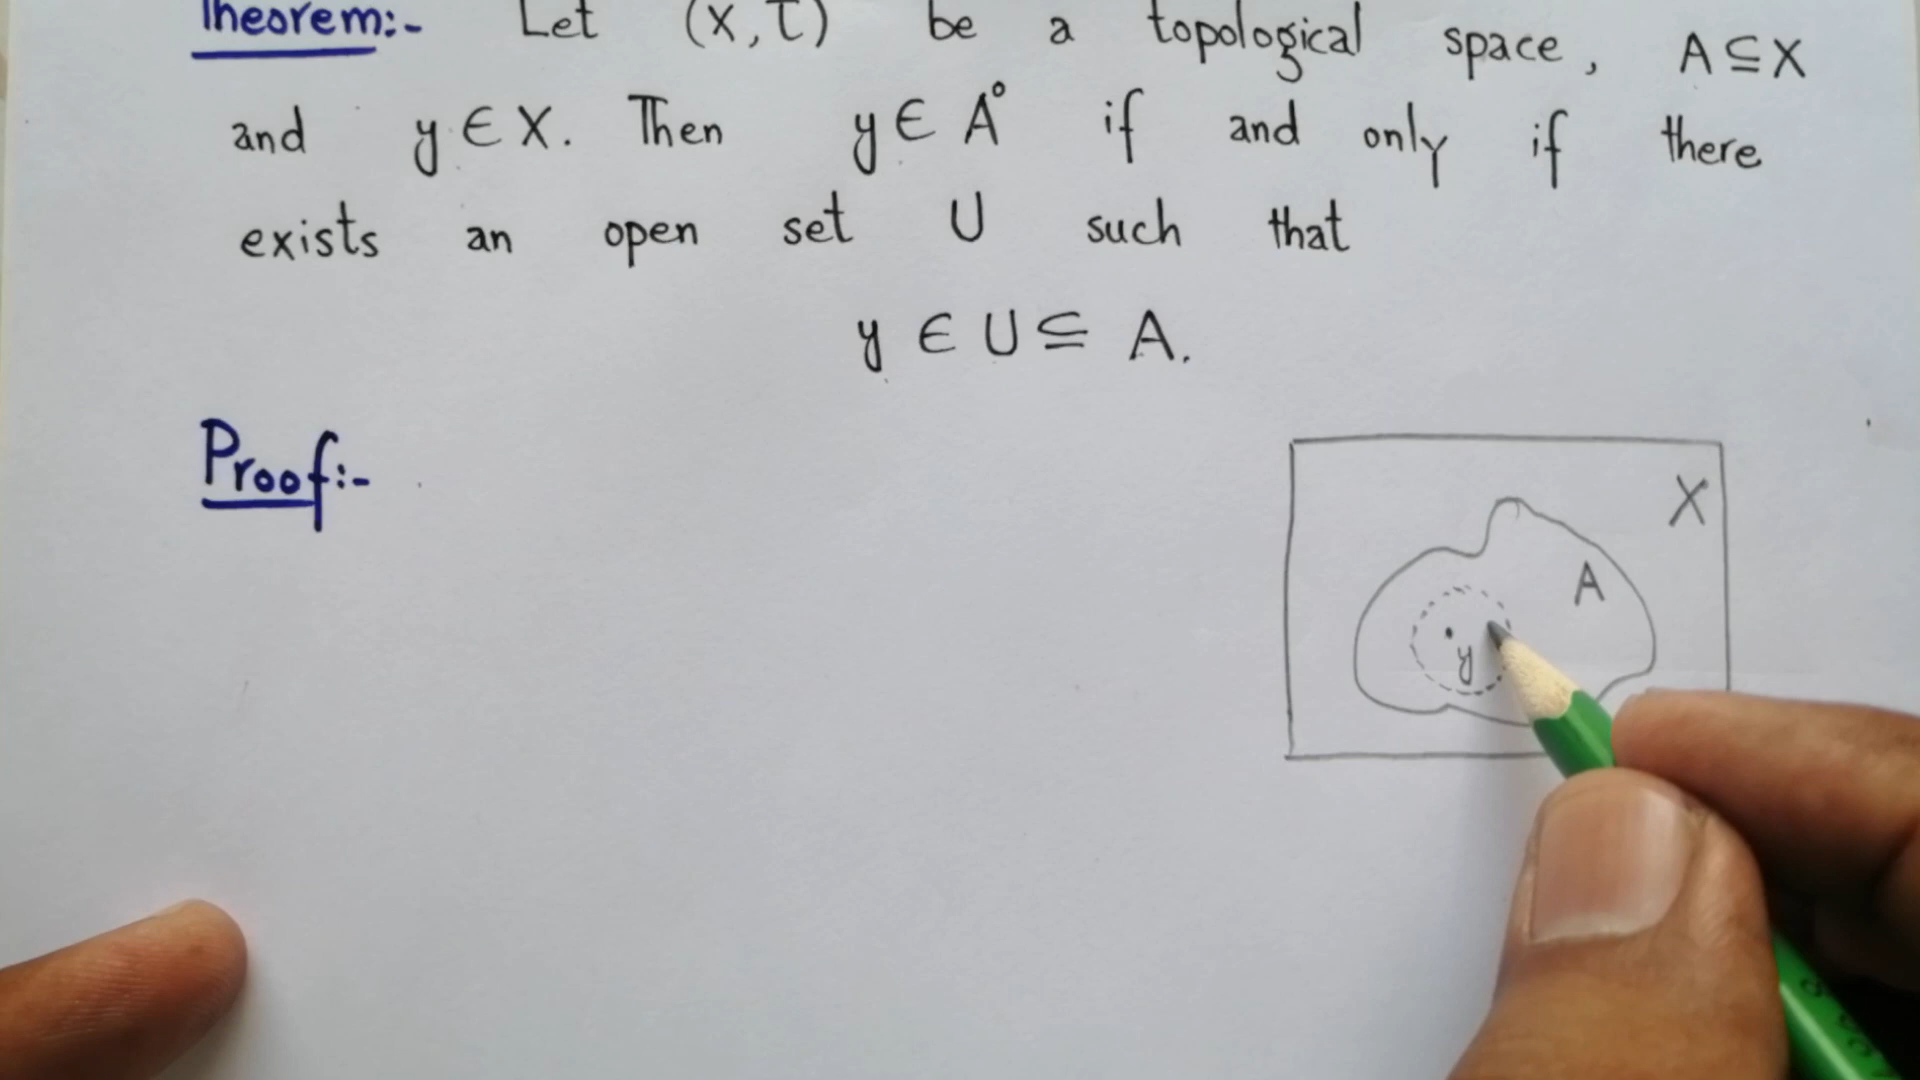 Theorem:- Let (X, τ) be a topological space, A ⊆ X
and y ∈ X. Then y ∈ A° if and only if there
exists an open set U such that
y ∈ U ⊆ A.
Proof:-
X
A
y